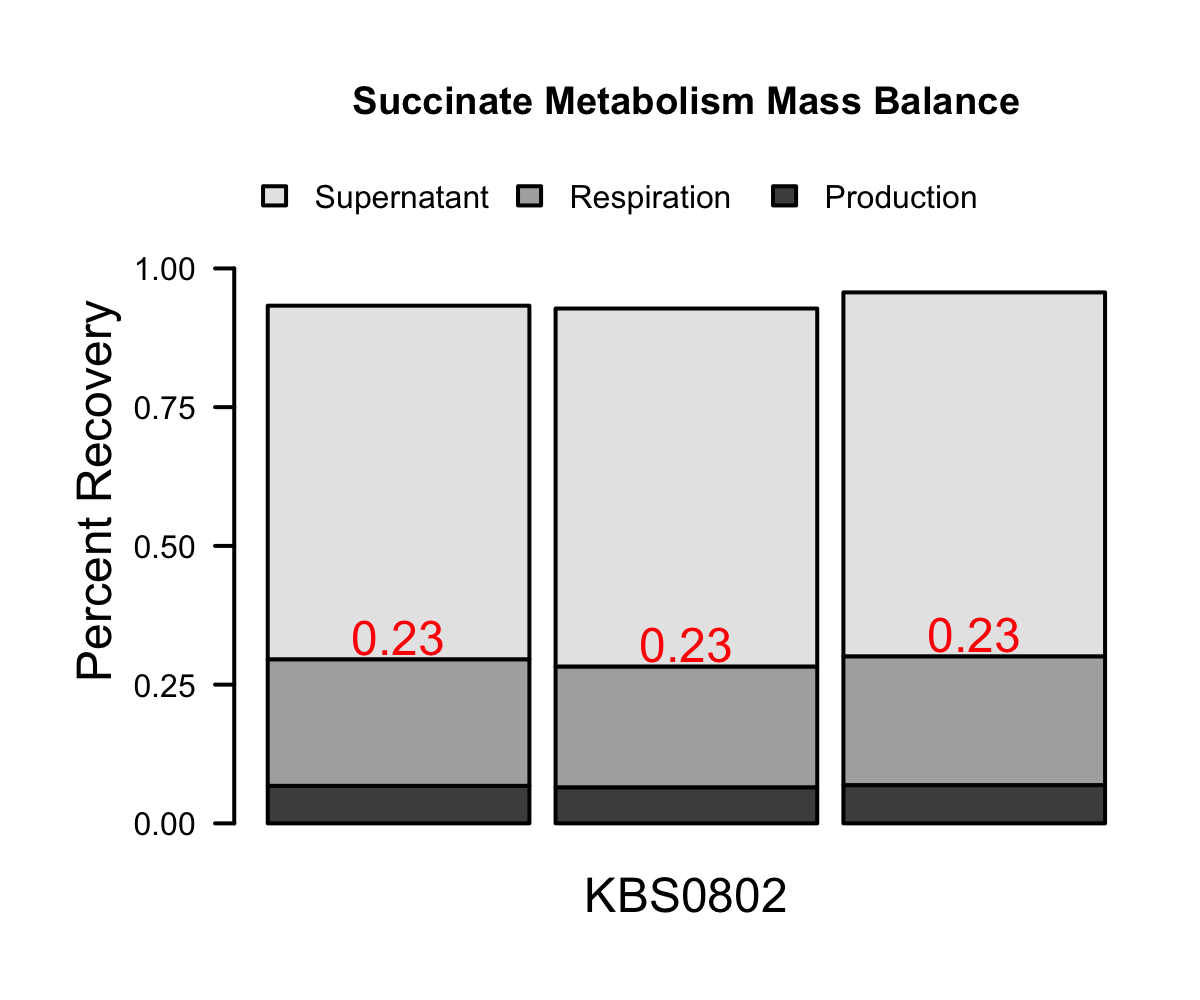 Succinate Metabolism Mass Balance
Supernatant Respiration Production
Percent Recovery
1.00
0.75
0.50
0.25
0.00
0.23 0.23 0.23
KBS0802